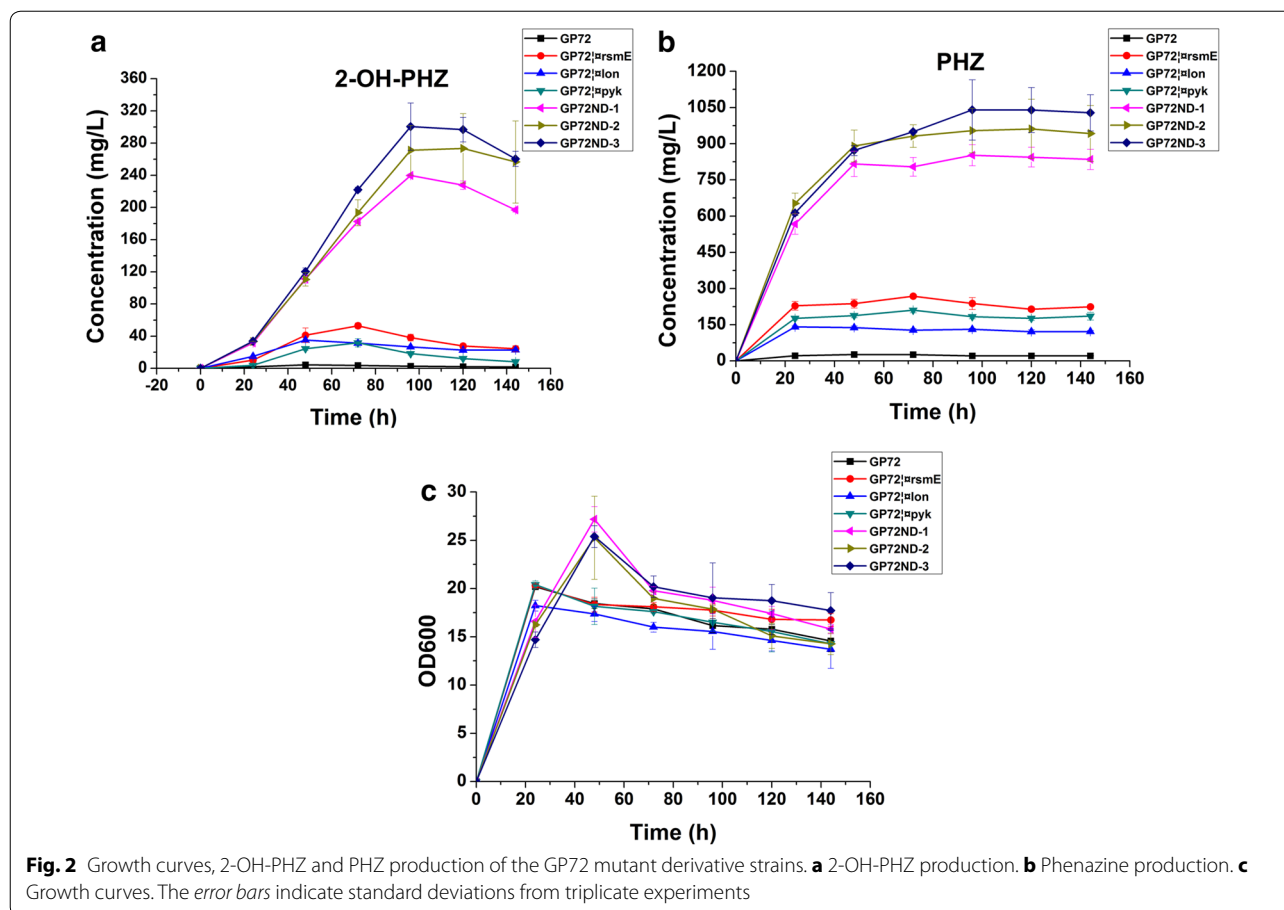 a
2-OH-PHZ
GP72
GP72¦¤rsmE
GP72¦¤lon
GP72¦¤pyk
GP72ND-1
GP72ND-2
GP72ND-3
Concentration (mg/L)
360
320
280
240
200
160
120
80
40
0
-20 0 20 40 60 80 100 120 140 160
Time (h)
b
PHZ
GP72
GP72¦¤rsmE
GP72¦¤lon
GP72¦¤pyk
GP72ND-1
GP72ND-2
GP72ND-3
Concentration (mg/L)
1200
1050
900
750
600
450
300
150
0
0 20 40 60 80 100 120 140 160
Time (h)
c
GP72
GP72¦¤rsmE
GP72¦¤lon
GP72¦¤pyk
GP72ND-1
GP72ND-2
GP72ND-3
OD600
30
25
20
15
10
5
0
0 20 40 60 80 100 120 140 160
Time (h)
Fig. 2 Growth curves, 2-OH-PHZ and PHZ production of the GP72 mutant derivative strains. a 2-OH-PHZ production. b Phenazine production. c
Growth curves. The error bars indicate standard deviations from triplicate experiments